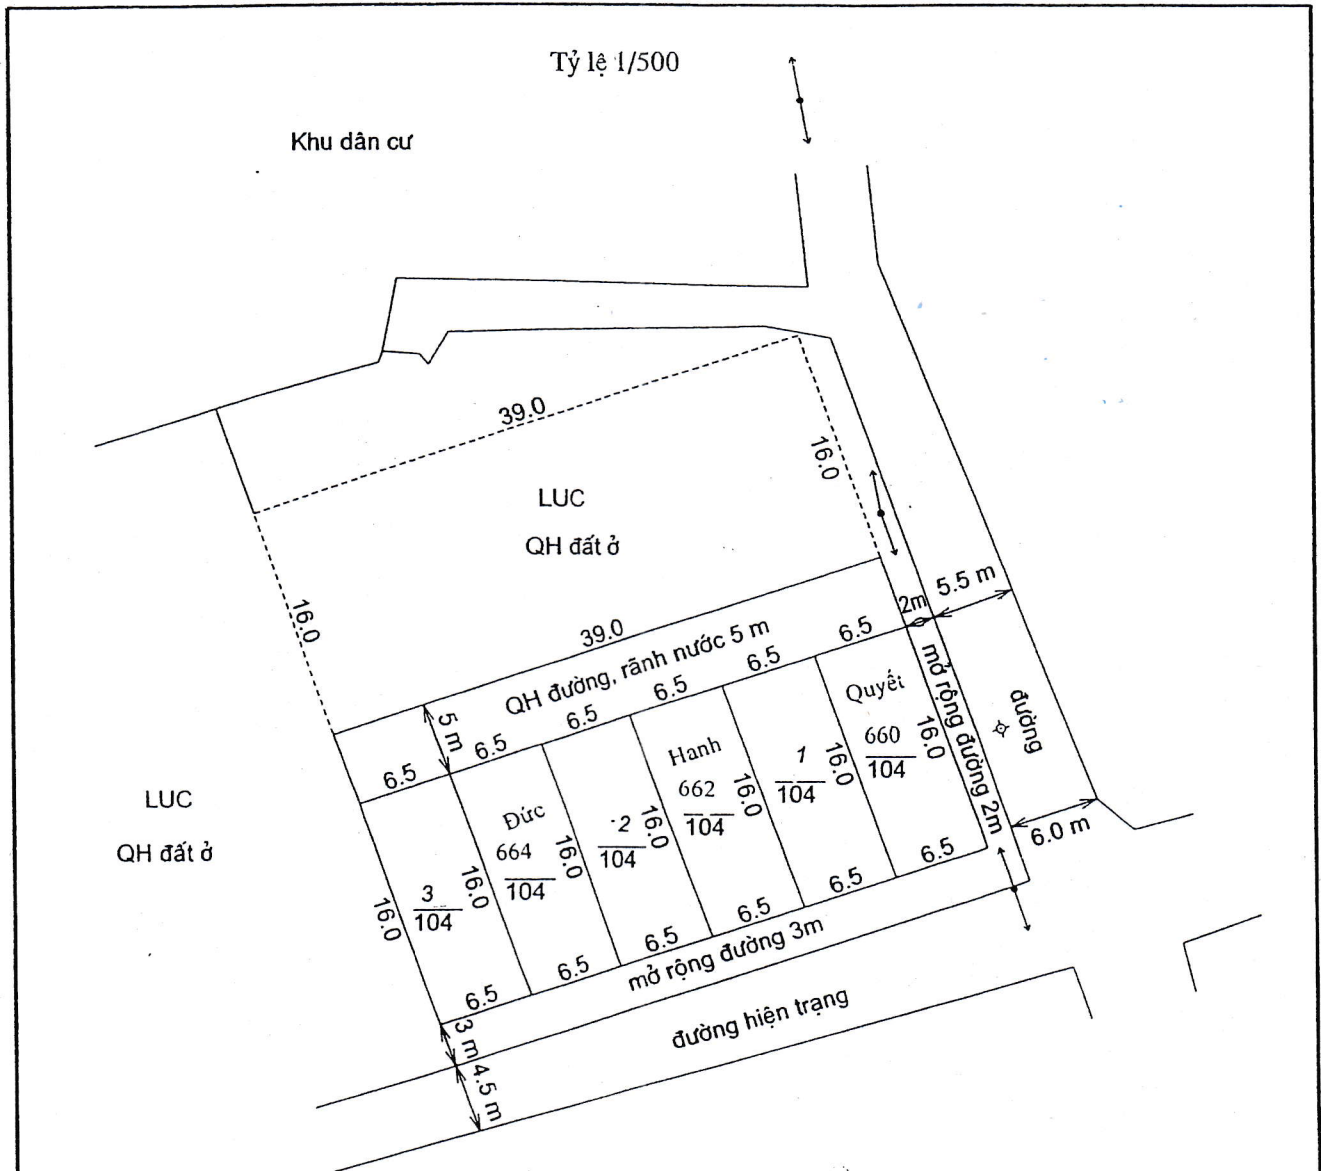 Tỷ lệ 1/500
Khu dân cư
39.0
16.0
LUC
QH đất ở
16.0
39.0
2m
5.5 m
QH đường, rãnh nước 5 m
5 m
6.5
6.5
6.5
6.5
6.5
6.5
mở rộng đường 2m
đường
LUC
QH đất ở
3
104
16.0
16.0
Đức
664
104
16.0
2
104
16.0
Hanh
662
104
16.0
1
104
16.0
Quyết
660
104
16.0
6.0 m
6.5
6.5
6.5
6.5
6.5
6.5
mở rộng đường 3m
3 m
đường hiện trạng
4.5 m